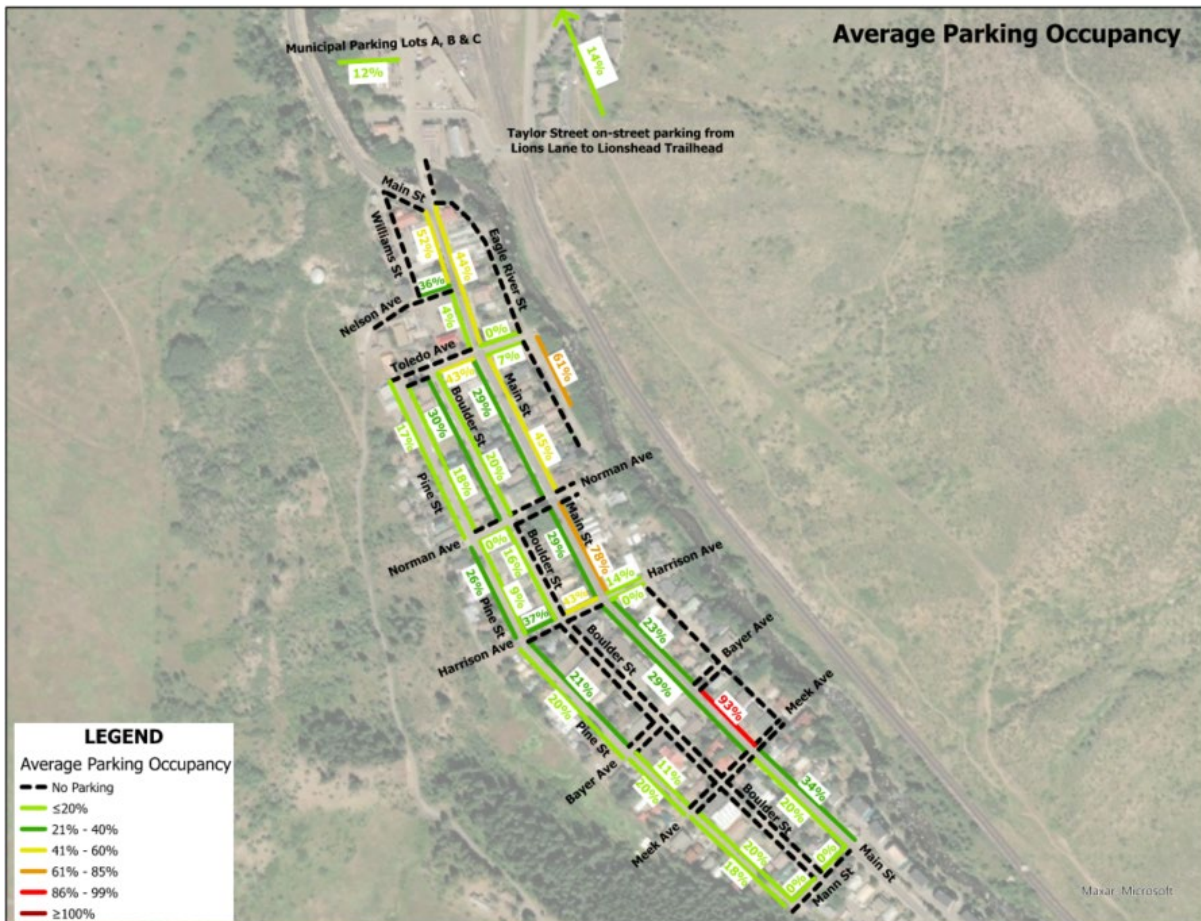 Average Parking Occupancy
Municipal Parking Lots A, B & C
12%
14%
Taylor Street on-street parking from
Lions Lane to Lionshead Trailhead
Main St
Williams St
52%
44%
Eagle River St
36%
Nelson Ave
4%
0%
Toledo Ave
7%
61%
43%
29%
Main St
Boulder St
30%
17%
45%
20%
18%
Pine St
Norman Ave
Main St
Norman Ave
0%
16%
Boulder St
29%
78%
14%
Harrison Ave
26%
9%
43%
0%
Pine St
37%
23%
Harrison Ave
Boulder St
Bayer Ave
29%
21%
20%
93%
Meek Ave
Pine St
Bayer Ave
11%
20%
34%
20%
Boulder St
Meek Ave
20%
18%
0%
Main St
0%
Mann St
LEGEND
Average Parking Occupancy
No Parking
≤20%
21% - 40%
41% - 60%
61% - 85%
86% - 99%
≥100%
Maxar, Microsoft